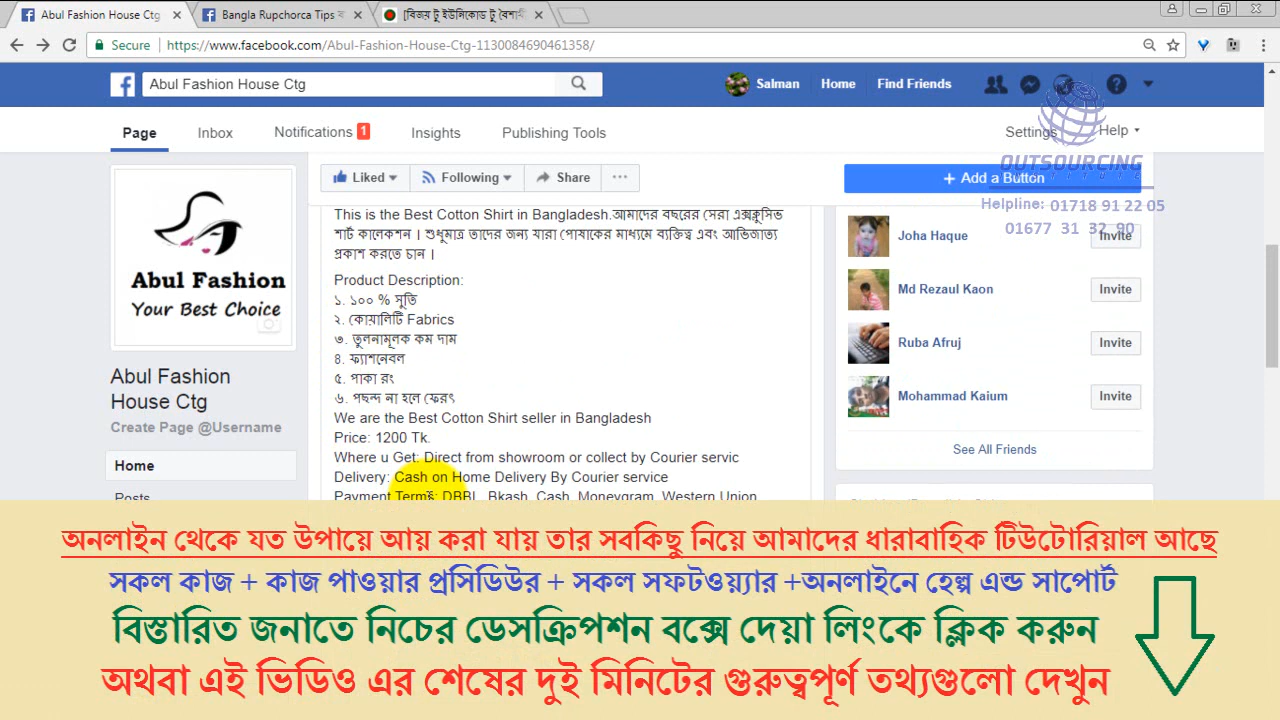 Abul Fashion House Ctg
Bangla Rupchorca Tips
[বিজয় টু ইউনিকোড টু
Secure https://www.facebook.com/Abul-Fashion-House-Ctg-1130084690461358/
Abul Fashion House Ctg
Salman Home Find Friends
Page Inbox Notifications 1 Insights Publishing Tools Settings Help
OUTSOURCING
Liked Following Share ... + Add a Button
Helpline: 01718 91 22 05
01677 31 32 90
Abul Fashion
Your Best Choice
Abul Fashion
House Ctg
Create Page @Username
Home
Posts
This is the Best Cotton Shirt in Bangladesh.আমাদের বছরের সেরা এক্সক্লুসিভ
শার্ট কালেকশন । শুধুমাত্র তাদের জন্য যারা পোষাকের মাধ্যমে ব্যক্তিত্ব এবং আভিজাত্য
প্রকাশ করতে চান ।
Product Description:
১. ১০০ % সুতি
২. কোয়ালিটি Fabrics
৩. তুলনামূলক কম দাম
৪. ফ্যাশনেবল
৫. পাকা রং
৬. পছন্দ না হলে ফেরৎ
We are the Best Cotton Shirt seller in Bangladesh
Price: 1200 Tk.
Where u Get: Direct from showroom or collect by Courier servic
Delivery: Cash on Home Delivery By Courier service
Payment Terms: DBBL, Bkash, Cash, Moneygram, Western Union
Joha Haque Invite
Md Rezaul Kaon Invite
Ruba Afruj Invite
Mohammad Kaium Invite
See All Friends
অনলাইন থেকে যত উপায়ে আয় করা যায় তার সবকিছু নিয়ে আমাদের ধারাবাহিক টিউটোরিয়াল আছে
সকল কাজ + কাজ পাওয়ার প্রসিডিউর + সকল সফটওয়্যার +অনলাইনে হেল্প এন্ড সাপোর্ট
বিস্তারিত জনাতে নিচের ডেসক্রিপশন বক্সে দেয়া লিংকে ক্লিক করুন
অথবা এই ভিডিও এর শেষের দুই মিনিটের গুরুত্বপূর্ণ তথ্যগুলো দেখুন